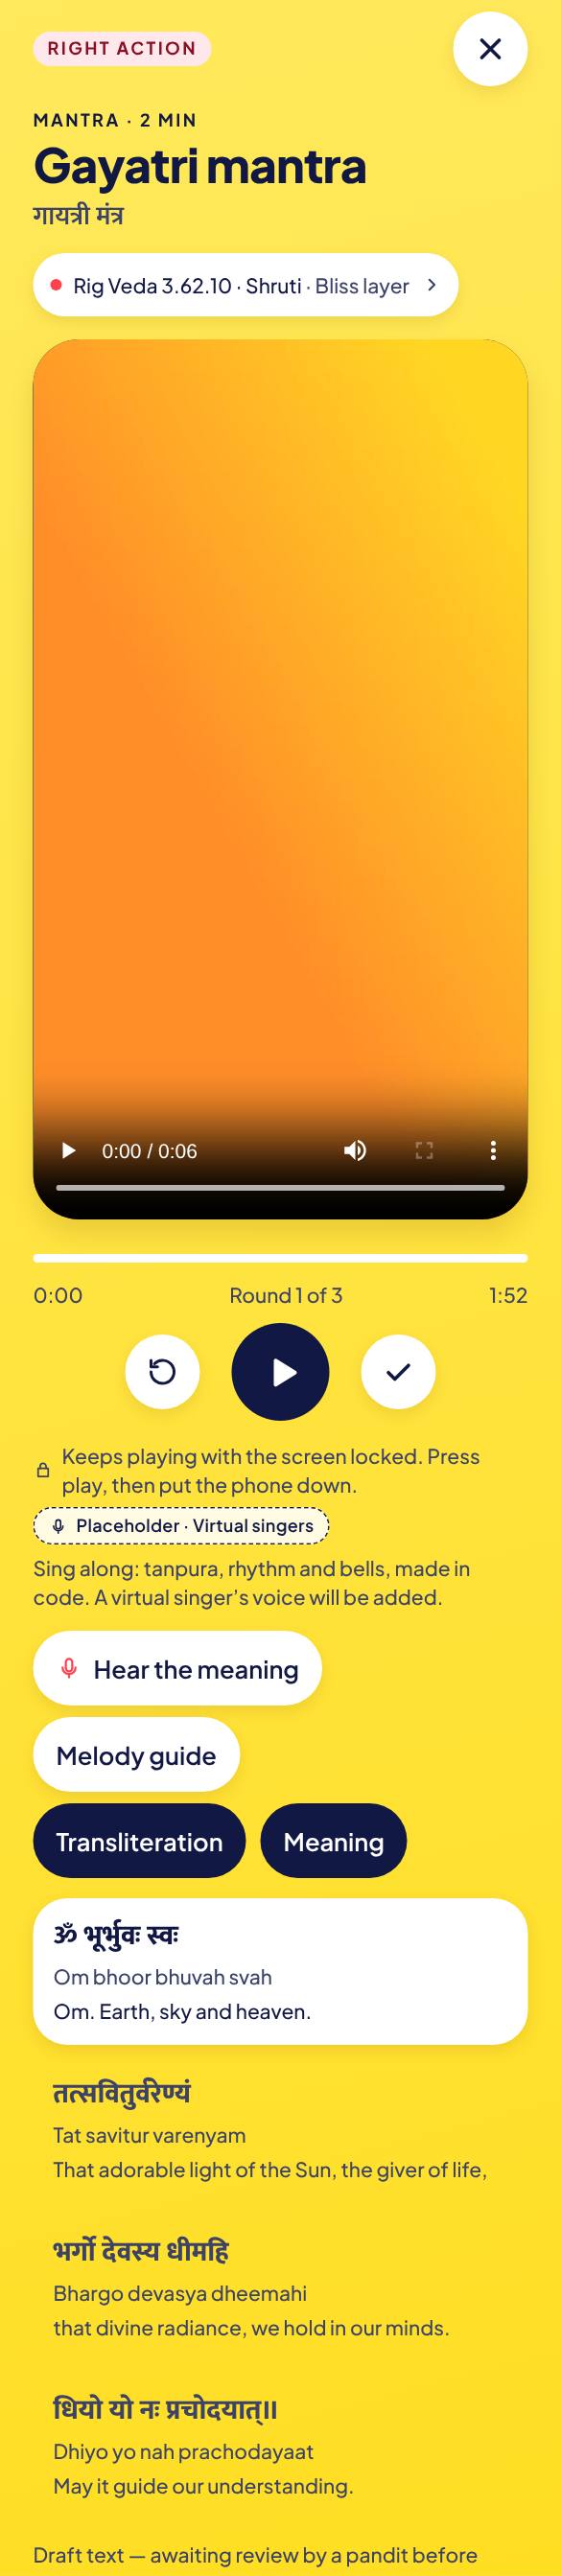 RIGHT ACTION
MANTRA · 2 MIN
Gayatri mantra
गायत्री मंत्र
Rig Veda 3.62.10 · Shruti · Bliss layer
0:00 / 0:06
0:00 Round 1 of 3 1:52
Keeps playing with the screen locked. Press
play, then put the phone down.
Placeholder · Virtual singers
Sing along: tanpura, rhythm and bells, made in
code. A virtual singer’s voice will be added.
Hear the meaning
Melody guide
Transliteration Meaning
ॐ भूर्भुवः स्वः
Om bhoor bhuvah svah
Om. Earth, sky and heaven.
तत्सवितुर्वरेण्यं
Tat savitur varenyam
That adorable light of the Sun, the giver of life,
भर्गो देवस्य धीमहि
Bhargo devasya dheemahi
that divine radiance, we hold in our minds.
धियो यो नः प्रचोदयात्॥
Dhiyo yo nah prachodayaat
May it guide our understanding.
Draft text — awaiting review by a pandit before